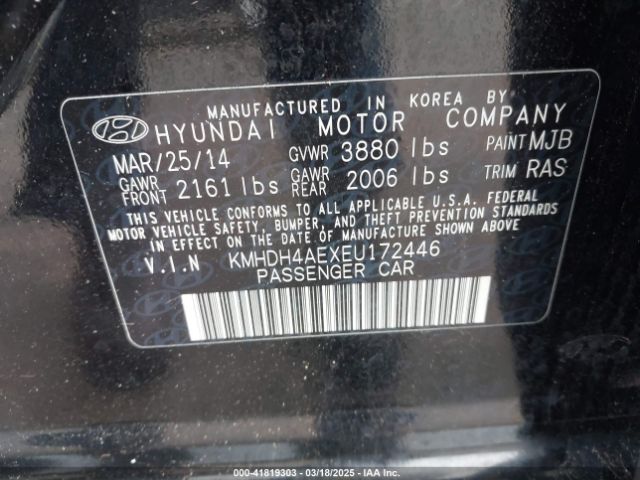 MANUFACTURED IN KOREA BY
HYUNDAI MOTOR COMPANY
MAR/25/14 GVWR 3880 lbs PAINT MJB
GAWR FRONT 2161 lbs GAWR REAR 2006 lbs TRIM RAS
THIS VEHICLE CONFORMS TO ALL APPLICABLE U.S.A. FEDERAL
MOTOR VEHICLE SAFETY, BUMPER, AND THEFT PREVENTION STANDARDS
IN EFFECT ON THE DATE OF MANUFACTURE SHOWN ABOVE
V.I.N KMHDH4AEXEU172446
PASSENGER CAR
000-41819303 - 03/18/2025 - IAA Inc.